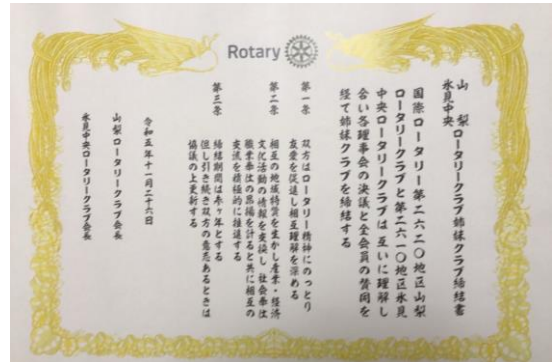 Rotary
山梨ロータリークラブ姉妹クラブ締結書
氷見中央
国際ロータリー第二六二〇地区山梨
ロータリークラブと第二六一〇地区氷見
中央ロータリークラブは互いに理解し
合い各理事会の決議と全会員の賛同を
経て姉妹クラブを締結する
第一条 双方はロータリー精神にのっとり
友愛を促進し相互理解を深める
第二条 相互の地域特質を生かし産業・経済
文化活動の情報を交換し社会奉仕
職業奉仕の思揚を計ると共に相互の
交流を積極的に推進する
第三条 締結期間は参ヶ年とする
但し引き続き双方の意志あるときは
協議の上更新する
令和五年十一月二十六日
山梨ロータリークラブ会長
氷見中央ロータリークラブ会長